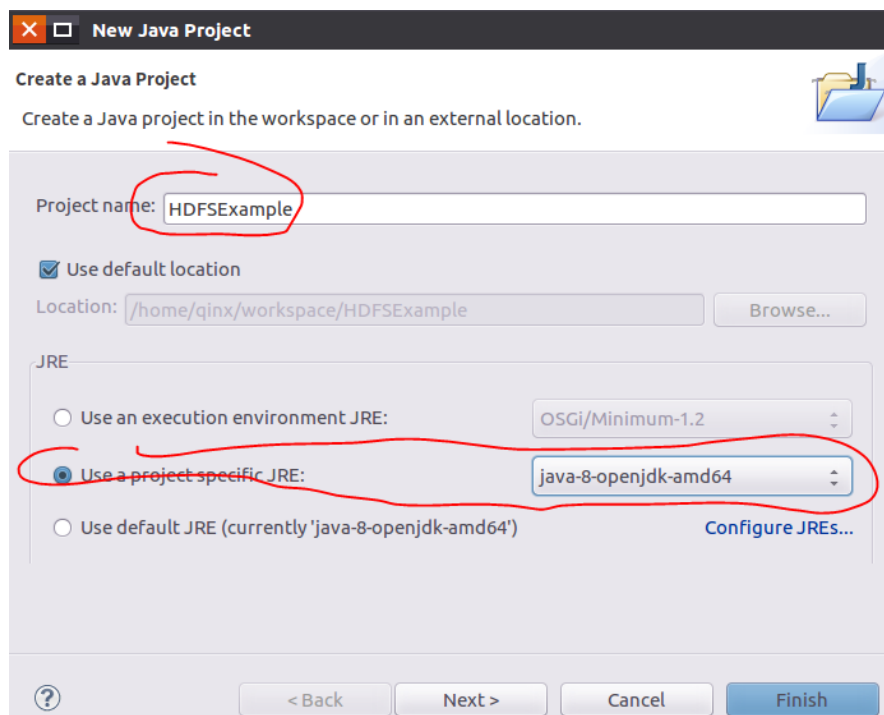 New Java Project
Create a Java Project
Create a Java project in the workspace or in an external location.
Project name: HDFSExample
Use default location
Location: /home/qinx/workspace/HDFSExample Browse...
JRE
Use an execution environment JRE: OSGi/Minimum-1.2
Use a project specific JRE: java-8-openjdk-amd64
Use default JRE (currently 'java-8-openjdk-amd64') Configure JREs...
< Back Next > Cancel Finish